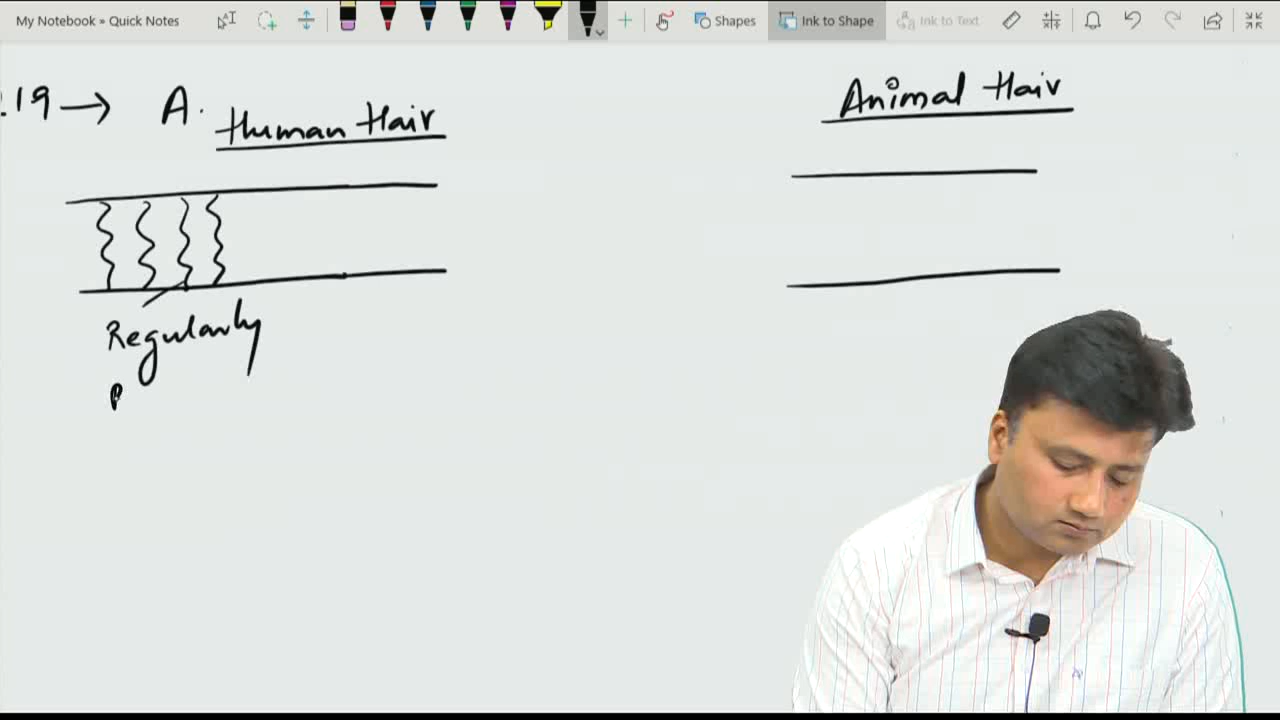 My Notebook » Quick Notes
Shapes
Ink to Shape
Ink to Text
.19 → A. Human Hair
Animal Hair
Regularly